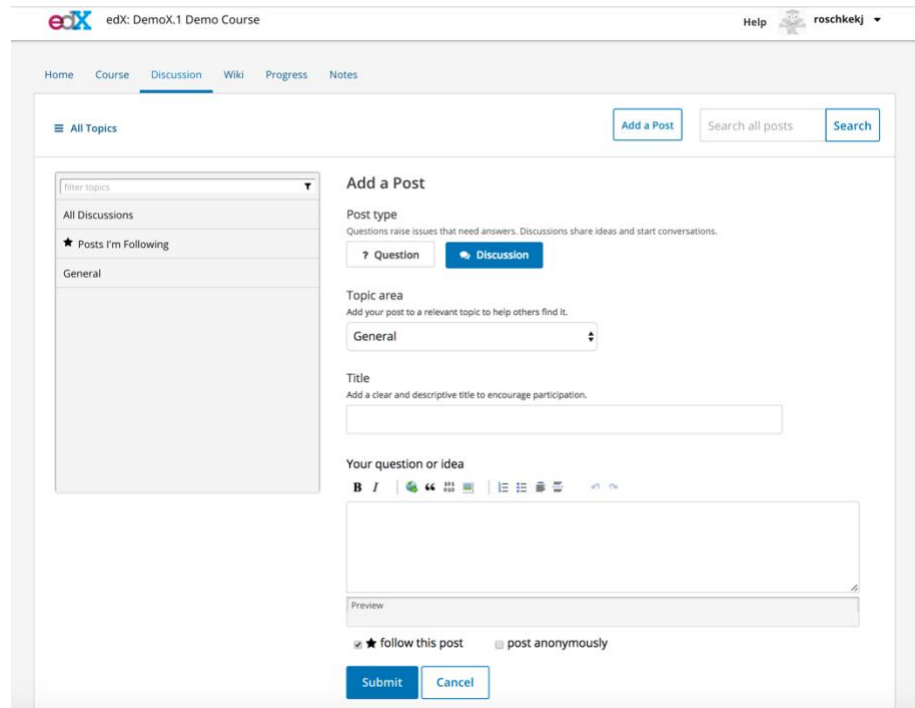 edX edX: DemoX.1 Demo Course Help roschkekj
Home Course Discussion Wiki Progress Notes
All Topics Add a Post Search all posts Search
filter topics
All Discussions
Posts I'm Following
General
Add a Post
Post type
Questions raise issues that need answers. Discussions share ideas and start conversations.
? Question Discussion
Topic area
Add your post to a relevant topic to help others find it.
General
Title
Add a clear and descriptive title to encourage participation.
Your question or idea
B I
Preview
follow this post post anonymously
Submit Cancel